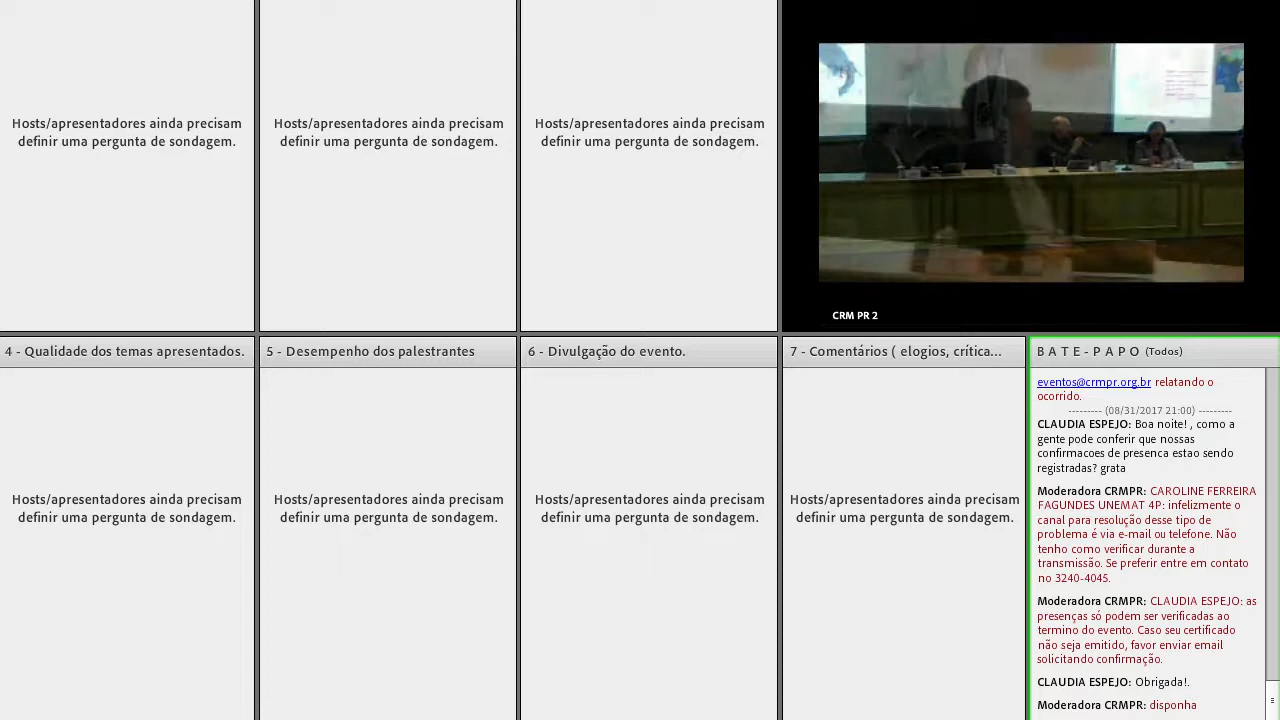 Hosts/apresentadores ainda precisam
definir uma pergunta de sondagem.
Hosts/apresentadores ainda precisam
definir uma pergunta de sondagem.
Hosts/apresentadores ainda precisam
definir uma pergunta de sondagem.
CRM PR 2
4 - Qualidade dos temas apresentados.
Hosts/apresentadores ainda precisam
definir uma pergunta de sondagem.
5 - Desempenho dos palestrantes
Hosts/apresentadores ainda precisam
definir uma pergunta de sondagem.
6 - Divulgação do evento.
Hosts/apresentadores ainda precisam
definir uma pergunta de sondagem.
7 - Comentários ( elogios, crítica...
Hosts/apresentadores ainda precisam
definir uma pergunta de sondagem.
B A T E - P A P O (Todos)
eventos@crmpr.org.br relatando o
ocorrido.
--------- (08/31/2017 21:00) ---------
CLAUDIA ESPEJO: Boa noite! , como a
gente pode conferir que nossas
confirmacoes de presenca estao sendo
registradas? grata
Moderadora CRMPR: CAROLINE FERREIRA
FAGUNDES UNEMAT 4P: infelizmente o
canal para resolução desse tipo de
problema é via e-mail ou telefone. Não
tenho como verificar durante a
transmissão. Se preferir entre em contato
no 3240-4045.
Moderadora CRMPR: CLAUDIA ESPEJO: as
presenças só podem ser verificadas ao
termino do evento. Caso seu certificado
não seja emitido, favor enviar email
solicitando confirmação.
CLAUDIA ESPEJO: Obrigada!.
Moderadora CRMPR: disponha